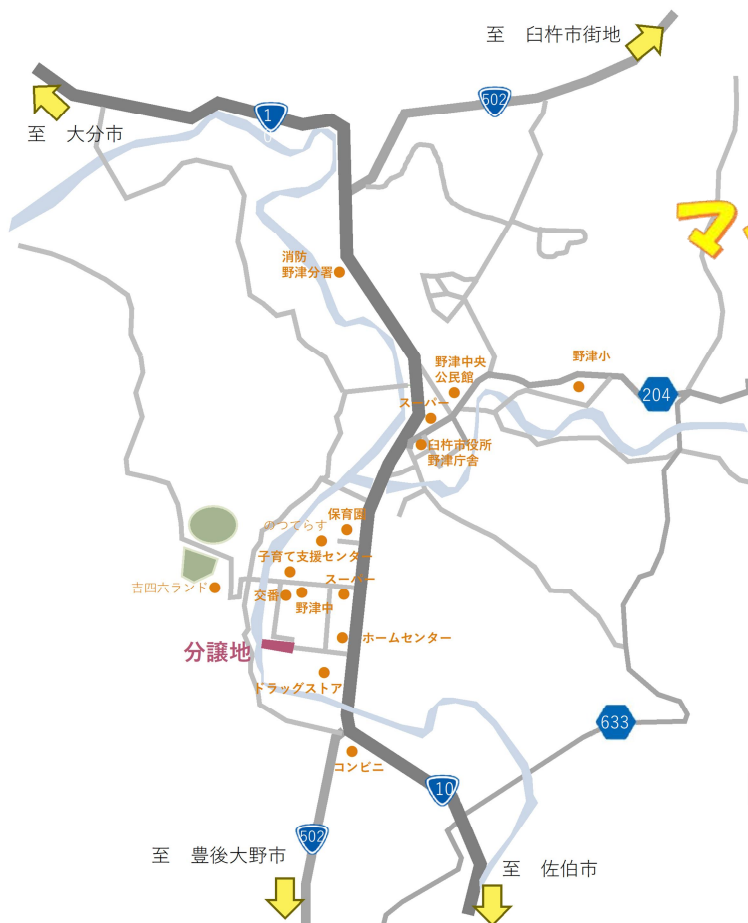 至　臼杵市街地
502
1
0
至　大分市
マ
消防
野津分署
野津中央
公民館
野津小
204
スーパー
臼杵市役所
野津庁舎
保育園
のつてらす
子育て支援センター
スーパー
吉四六ランド
交番
野津中
ホームセンター
分譲地
ドラッグストア
633
コンビニ
10
502
至　豊後大野市
至　佐伯市